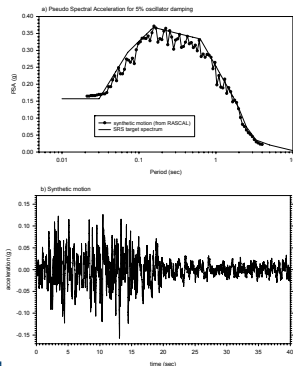 a) Pseudo Spectral Acceleration for 5% oscillator damping
0.40
0.35
0.30
0.25
0.20
0.15
0.10
0.05
0.00
PSA (g)
synthetic motion (from RASCAL)
SRS target spectrum
0.01 0.1 1
Period (sec)
b) Synthetic motion
0.15
0.10
0.05
0.00
-0.05
-0.10
-0.15
acceleration (g)
0 5 10 15 20 25 30 35 40
time (sec)